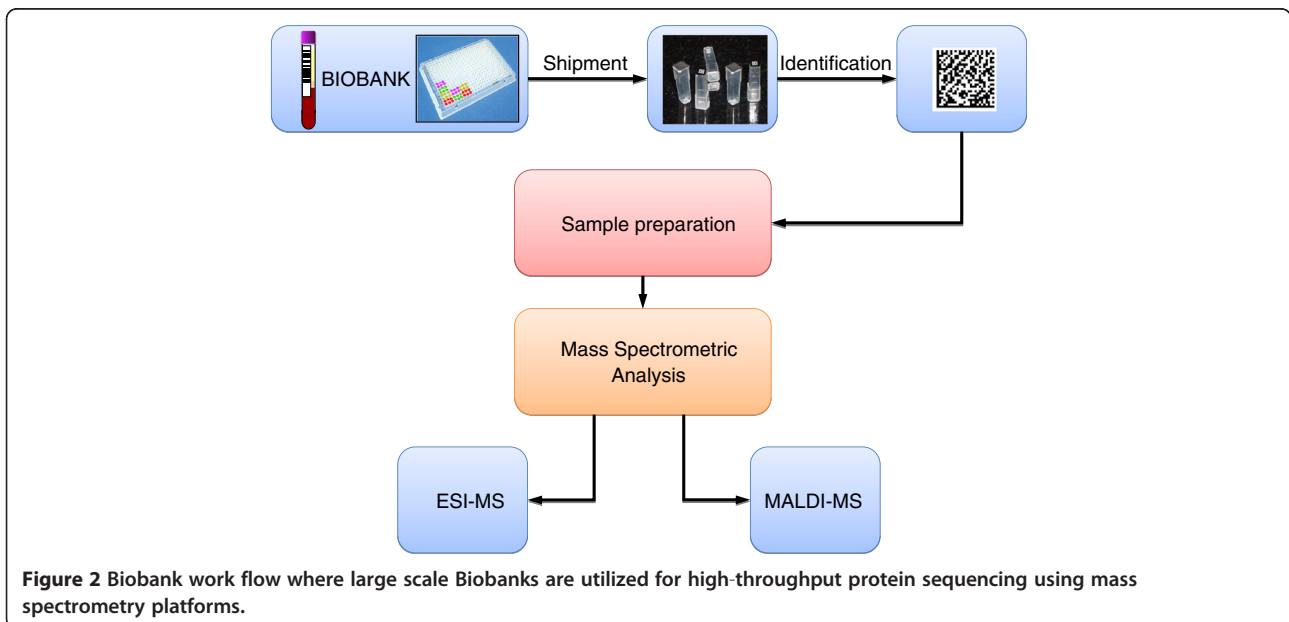 BIOBANK
Shipment
Identification
Sample preparation
Mass Spectrometric
Analysis
ESI-MS
MALDI-MS
Figure 2 Biobank work flow where large scale Biobanks are utilized for high-throughput protein sequencing using mass
spectrometry platforms.